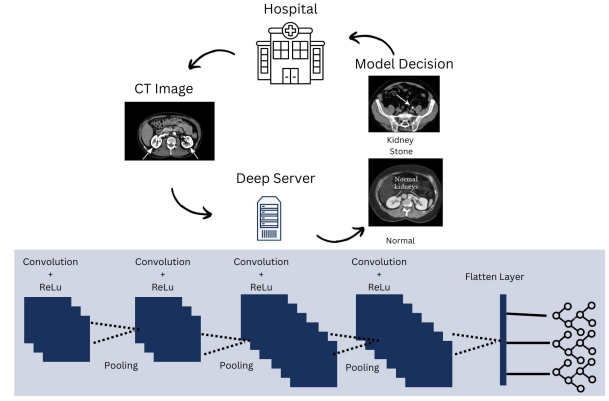 Hospital
CT Image
Model Decision
Kidney
Stone
Deep Server
Normal
kidneys
Normal
Convolution
+
ReLu
Convolution
+
ReLu
Convolution
+
ReLu
Convolution
+
ReLu
Flatten Layer
Pooling
Pooling
Pooling